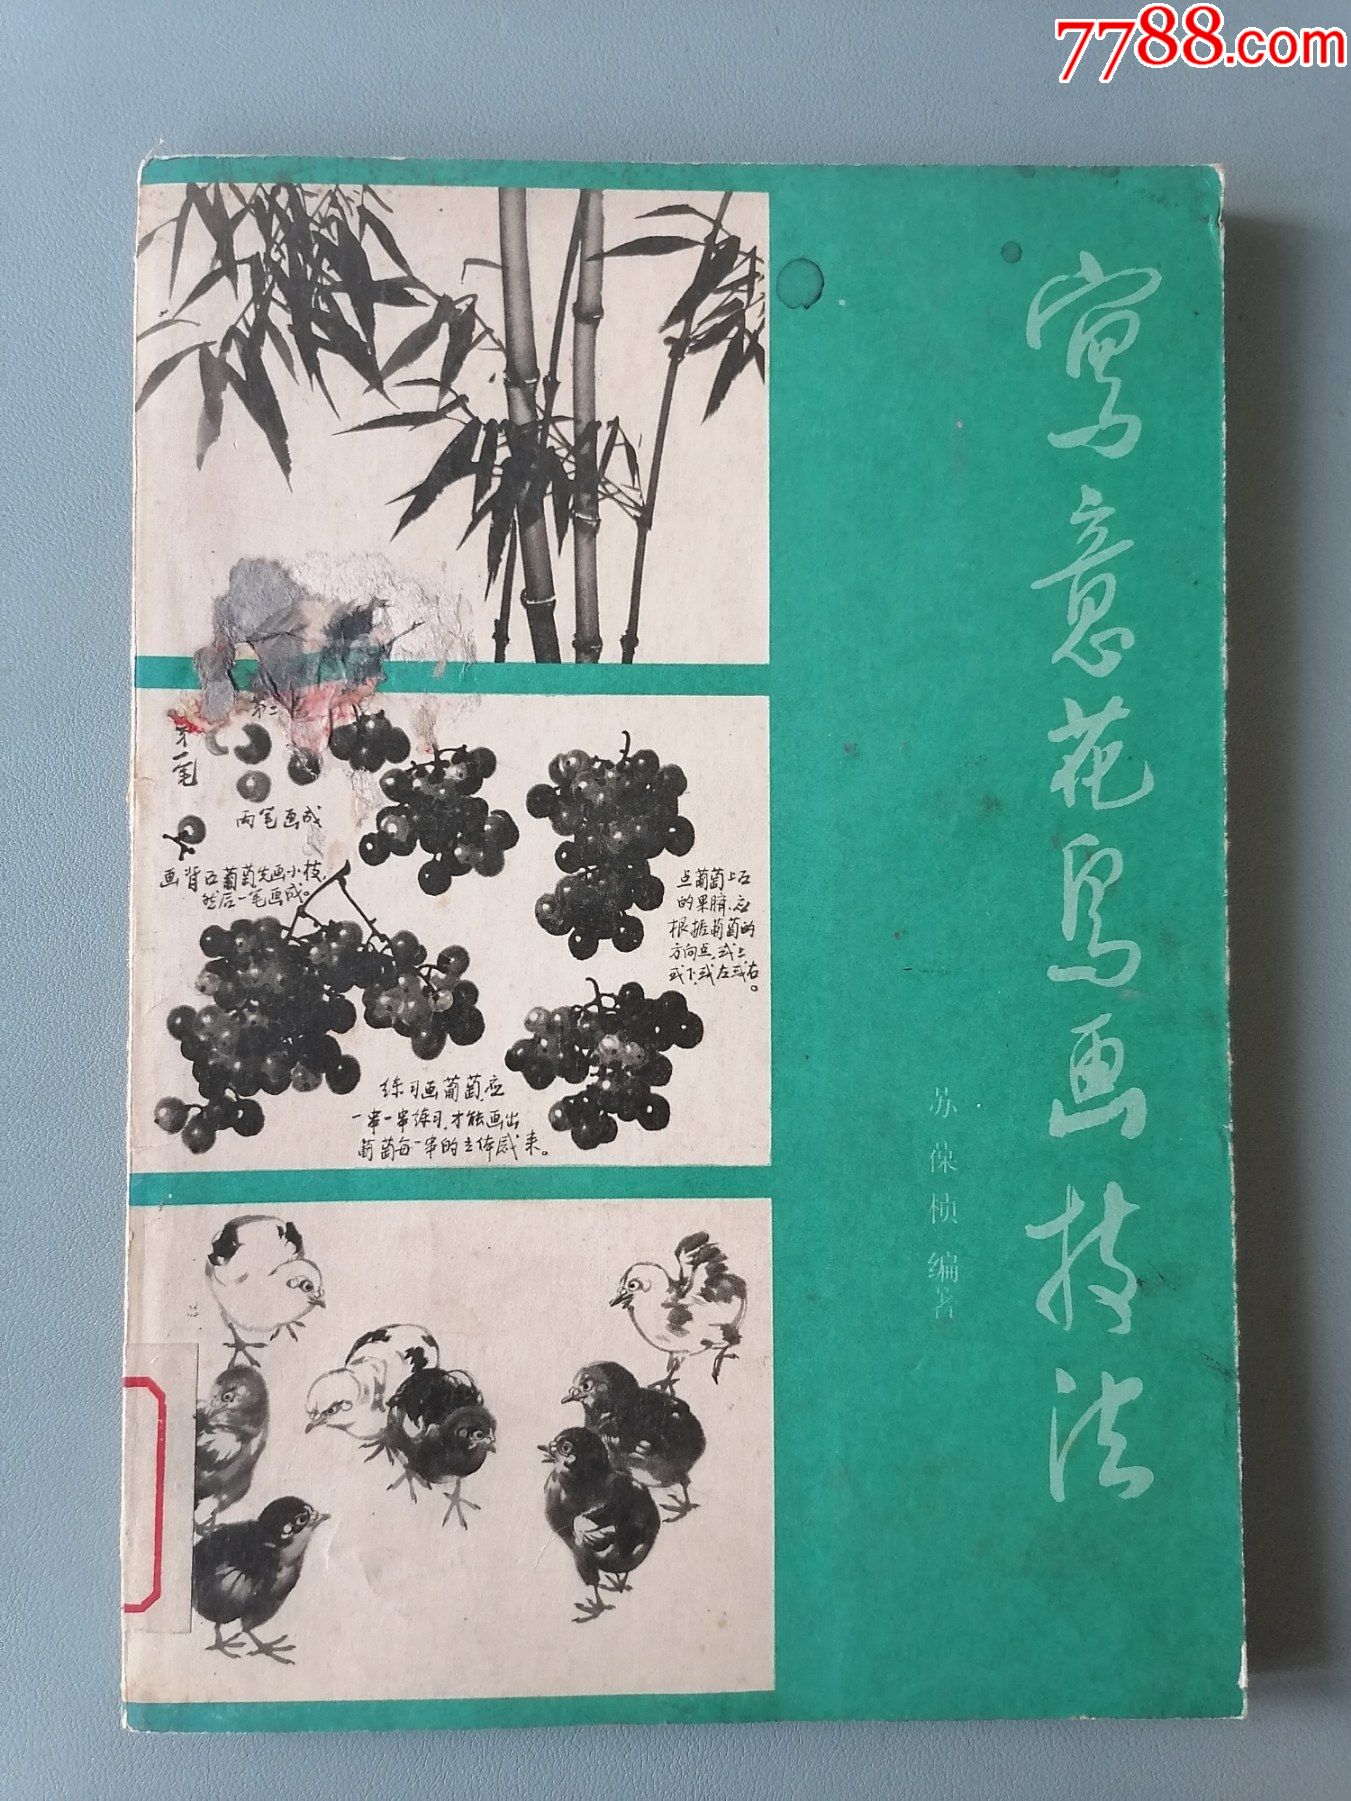 7788.com
寫意花鸟画技法
苏葆桢编著
第一笔
第二
两笔画成
画背后葡萄先画小枝,
然后一笔画成。
点葡萄上后
的果脐,应
根据葡萄的
方向点,或上
或下,或左或右。
练习画葡萄,应
一串一串练习,才能画出
葡萄每一串的立体感来。